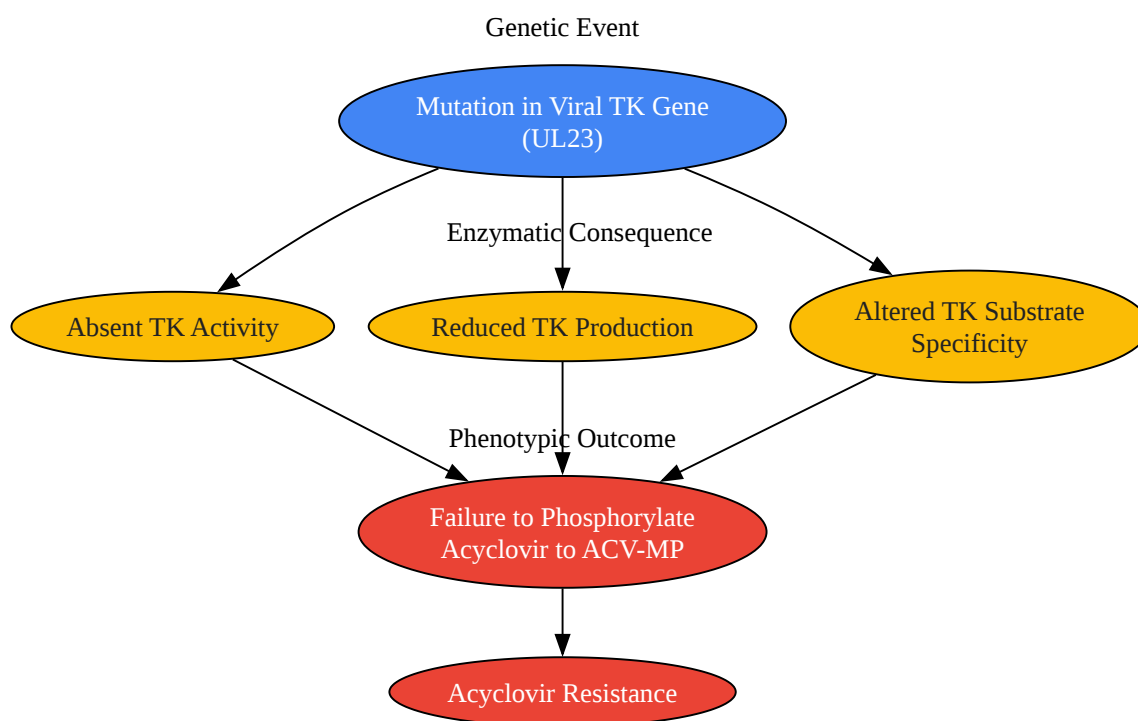 Genetic Event
Mutation in Viral TK Gene
(UL23)
Enzymatic Consequence
Absent TK Activity
Reduced TK Production
Altered TK Substrate
Specificity
Phenotypic Outcome
Failure to Phosphorylate
Acyclovir to ACV-MP
Acyclovir Resistance